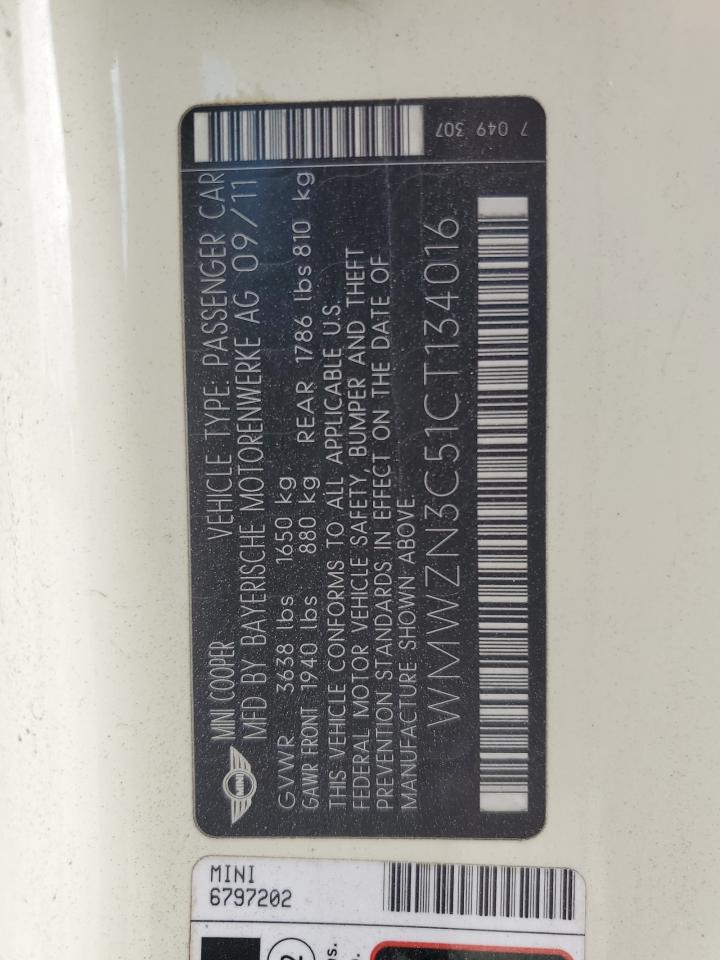 MINI
MINI COOPER VEHICLE TYPE: PASSENGER CAR
MFD BY BAYERISCHE MOTORENWERKE AG 09/11
GVWR 3638 lbs 1650 kg
GAWR FRONT 1940 lbs 880 kg REAR 1786 lbs 810 kg
THIS VEHICLE CONFORMS TO ALL APPLICABLE U.S.
FEDERAL MOTOR VEHICLE SAFETY, BUMPER AND THEFT
PREVENTION STANDARDS IN EFFECT ON THE DATE OF
MANUFACTURE SHOWN ABOVE.
WMWZN3C51CT134016
7 049 307
MINI
6797202